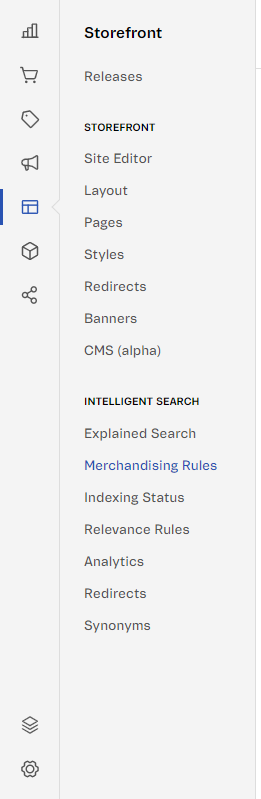 Storefront
Releases
STOREFRONT
Site Editor
Layout
Pages
Styles
Redirects
Banners
CMS (alpha)
INTELLIGENT SEARCH
Explained Search
Merchandising Rules
Indexing Status
Relevance Rules
Analytics
Redirects
Synonyms